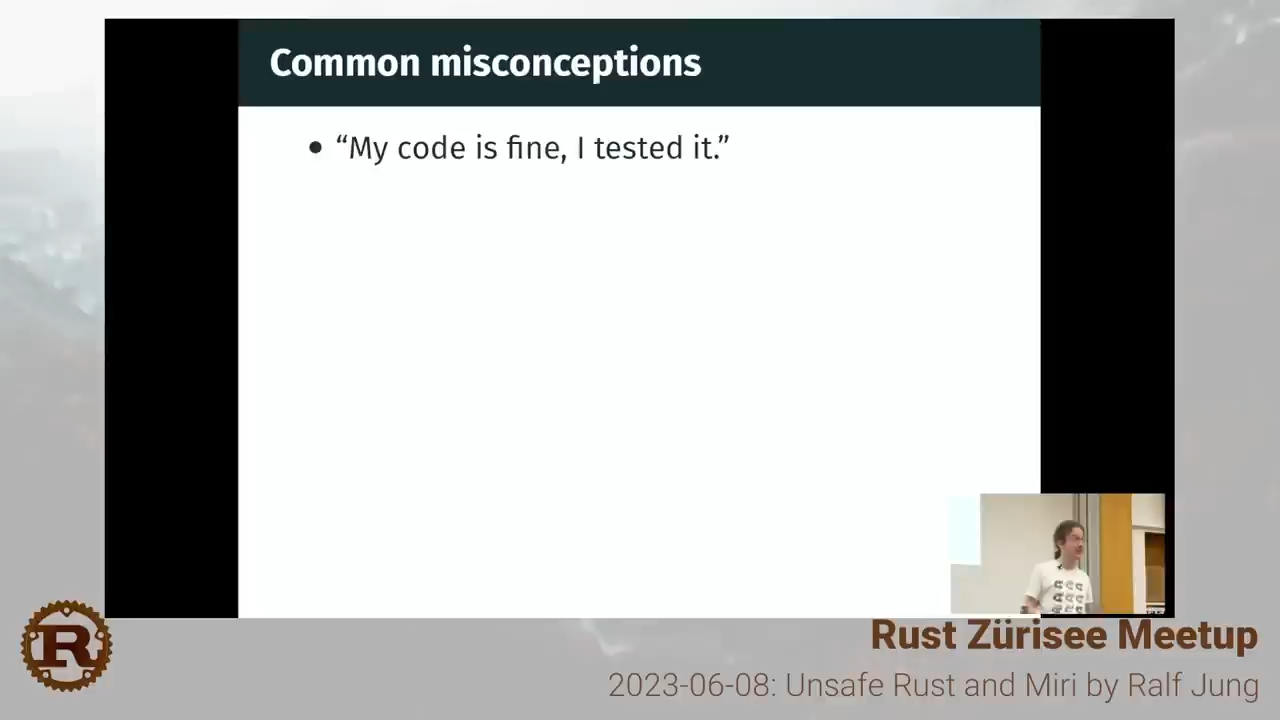 Common misconceptions
• “My code is fine, I tested it.”
R
Rust Zürisee Meetup
2023-06-08: Unsafe Rust and Miri by Ralf Jung